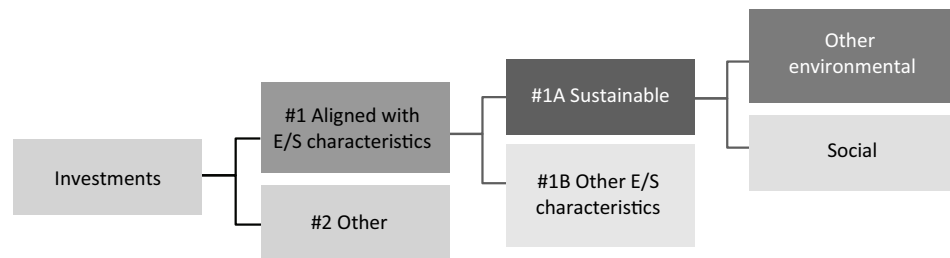 Investments
#1 Aligned with
E/S characteristics
#2 Other
#1A Sustainable
#1B Other E/S
characteristics
Other
environmental
Social